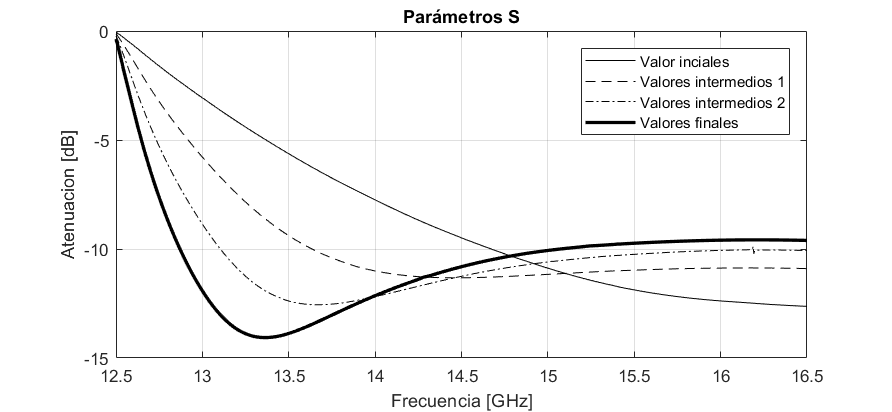 Parámetros S
Valor inciales
Valores intermedios 1
Valores intermedios 2
Valores finales
Atenuacion [dB]
0
-5
-10
-15
12.5 13 13.5 14 14.5 15 15.5 16 16.5
Frecuencia [GHz]